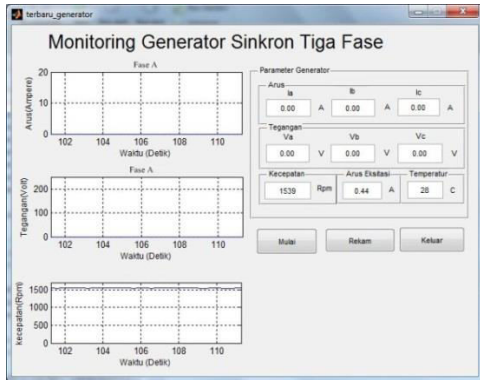 terbaru_generator
Monitoring Generator Sinkron Tiga Fase
Fase A
Arus(Ampere)
20
10
0
102 104 106 108 110
Waktu (Detik)
Fase A
Tegangan(Volt)
200
100
0
102 104 106 108 110
Waktu (Detik)
kecepatan(Rpm)
1500
1000
500
0
102 104 106 108 110
Waktu (Detik)
Parameter Generator
Arus
Ia Ib Ic
0.00 A 0.00 A 0.00 A
Tegangan
Va Vb Vc
0.00 V 0.00 V 0.00 V
Kecepatan Arus Eksitasi Temperatur
1539 Rpm 0.44 A 28 C
Mulai Rekam Keluar